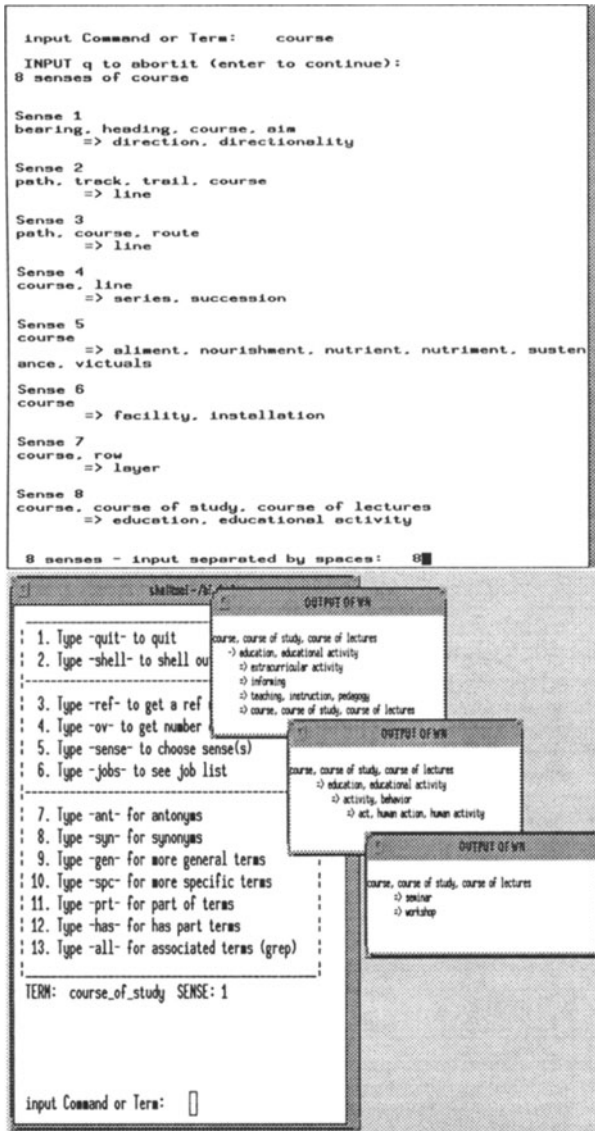 input Command or Term: course
INPUT q to abortit (enter to continue):
8 senses of course
Sense 1
bearing, heading, course, aim
=> direction, directionality
Sense 2
path, track, trail, course
=> line
Sense 3
path, course, route
=> line
Sense 4
course, line
=> series, succession
Sense 5
course
=> aliment, nourishment, nutrient, nutriment, susten
ance, victuals
Sense 6
course
=> facility, installation
Sense 7
course, row
=> layer
Sense 8
course, course of study, course of lectures
=> education, educational activity
8 senses - input separated by spaces: 8
shelltool - /bi
1. Type -quit- to quit
2. Type -shell- to shell ou
3. Type -ref- to get a ref
4. Type -ov- to get number
5. Type -sense- to choose sense(s)
6. Type -jobs- to see job list
7. Type -ant- for antonyms
8. Type -syn- for synonyms
9. Type -gen- for more general terms
10. Type -spc- for more specific terms
11. Type -prt- for part of terms
12. Type -has- for has part terms
13. Type -all- for associated terms (grep)
TERM: course_of_study SENSE: 1
input Command or Term:
OUTPUT OF WN
course, course of study, course of lectures
-> education, educational activity
=> extracurricular activity
=> informing
=> teaching, instruction, pedagogy
=> course, course of study, course of lectures
OUTPUT OF WN
course, course of study, course of lectures
=> education, educational activity
=> activity, behavior
=> act, human action, human activity
OUTPUT OF WN
course, course of study, course of lectures
=> seminar
=> workshop